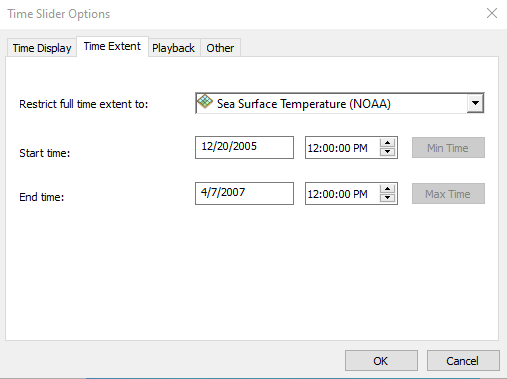 Time Slider Options
Time Display Time Extent Playback Other
Restrict full time extent to: Sea Surface Temperature (NOAA)
Start time: 12/20/2005 12:00:00 PM Min Time
End time: 4/7/2007 12:00:00 PM Max Time
OK Cancel